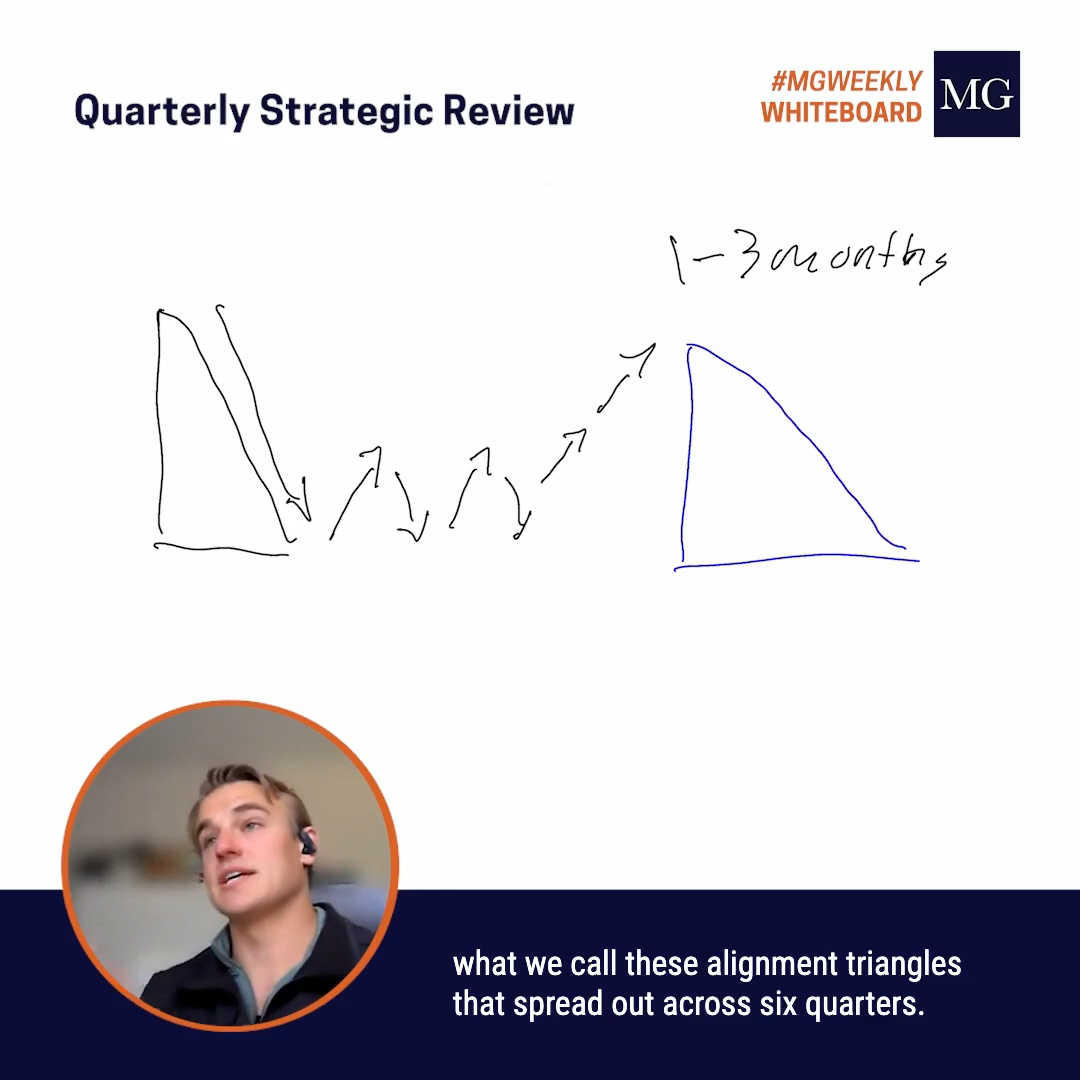 #MGWEEKLY
WHITEBOARD
MG
Quarterly Strategic Review
1-3 months
what we call these alignment triangles
that spread out across six quarters.